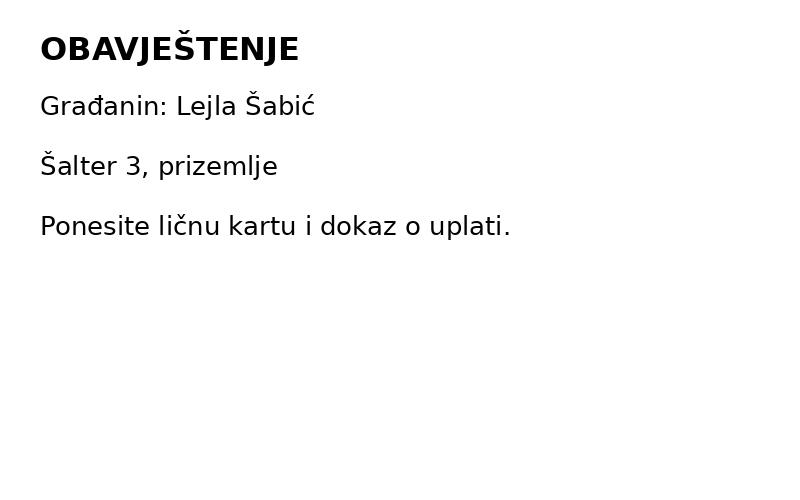 OBAVJEŠTENJE
Građanin: Lejla Šabić
Šalter 3, prizemlje
Ponesite ličnu kartu i dokaz o uplati.